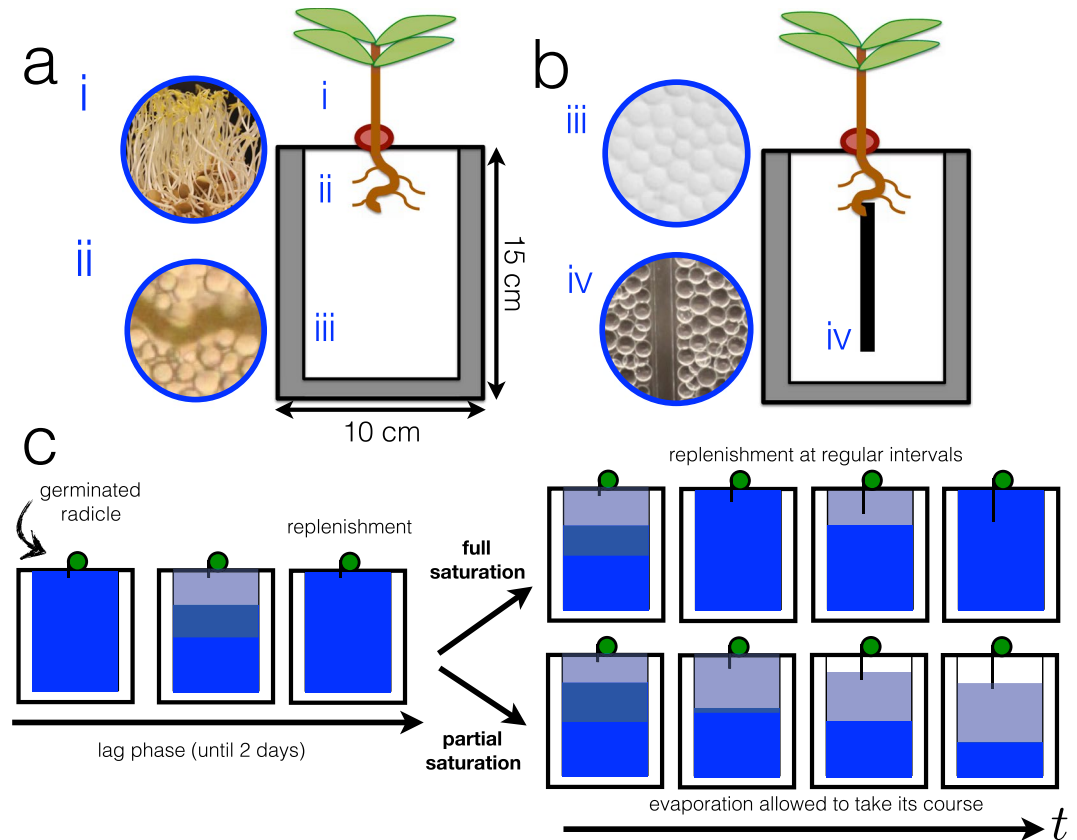 a
i
i
ii
ii
iii
15 cm
10 cm
b
iii
iv
iv
c
germinated
radicle
replenishment
lag phase (until 2 days)
full
saturation
partial
saturation
replenishment at regular intervals
evaporation allowed to take its course
t